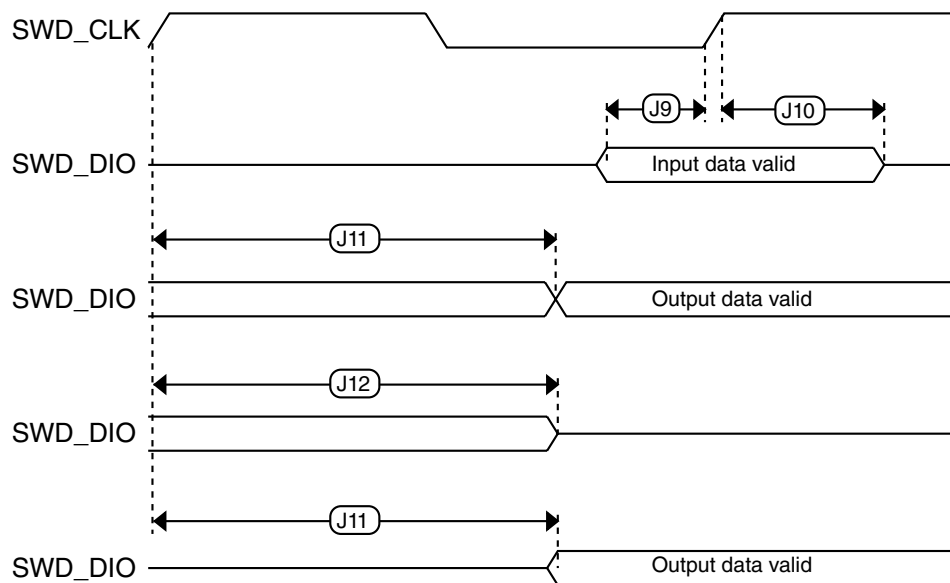 SWD_CLK
J9
J10
SWD_DIO
Input data valid
J11
SWD_DIO
Output data valid
J12
SWD_DIO
J11
SWD_DIO
Output data valid